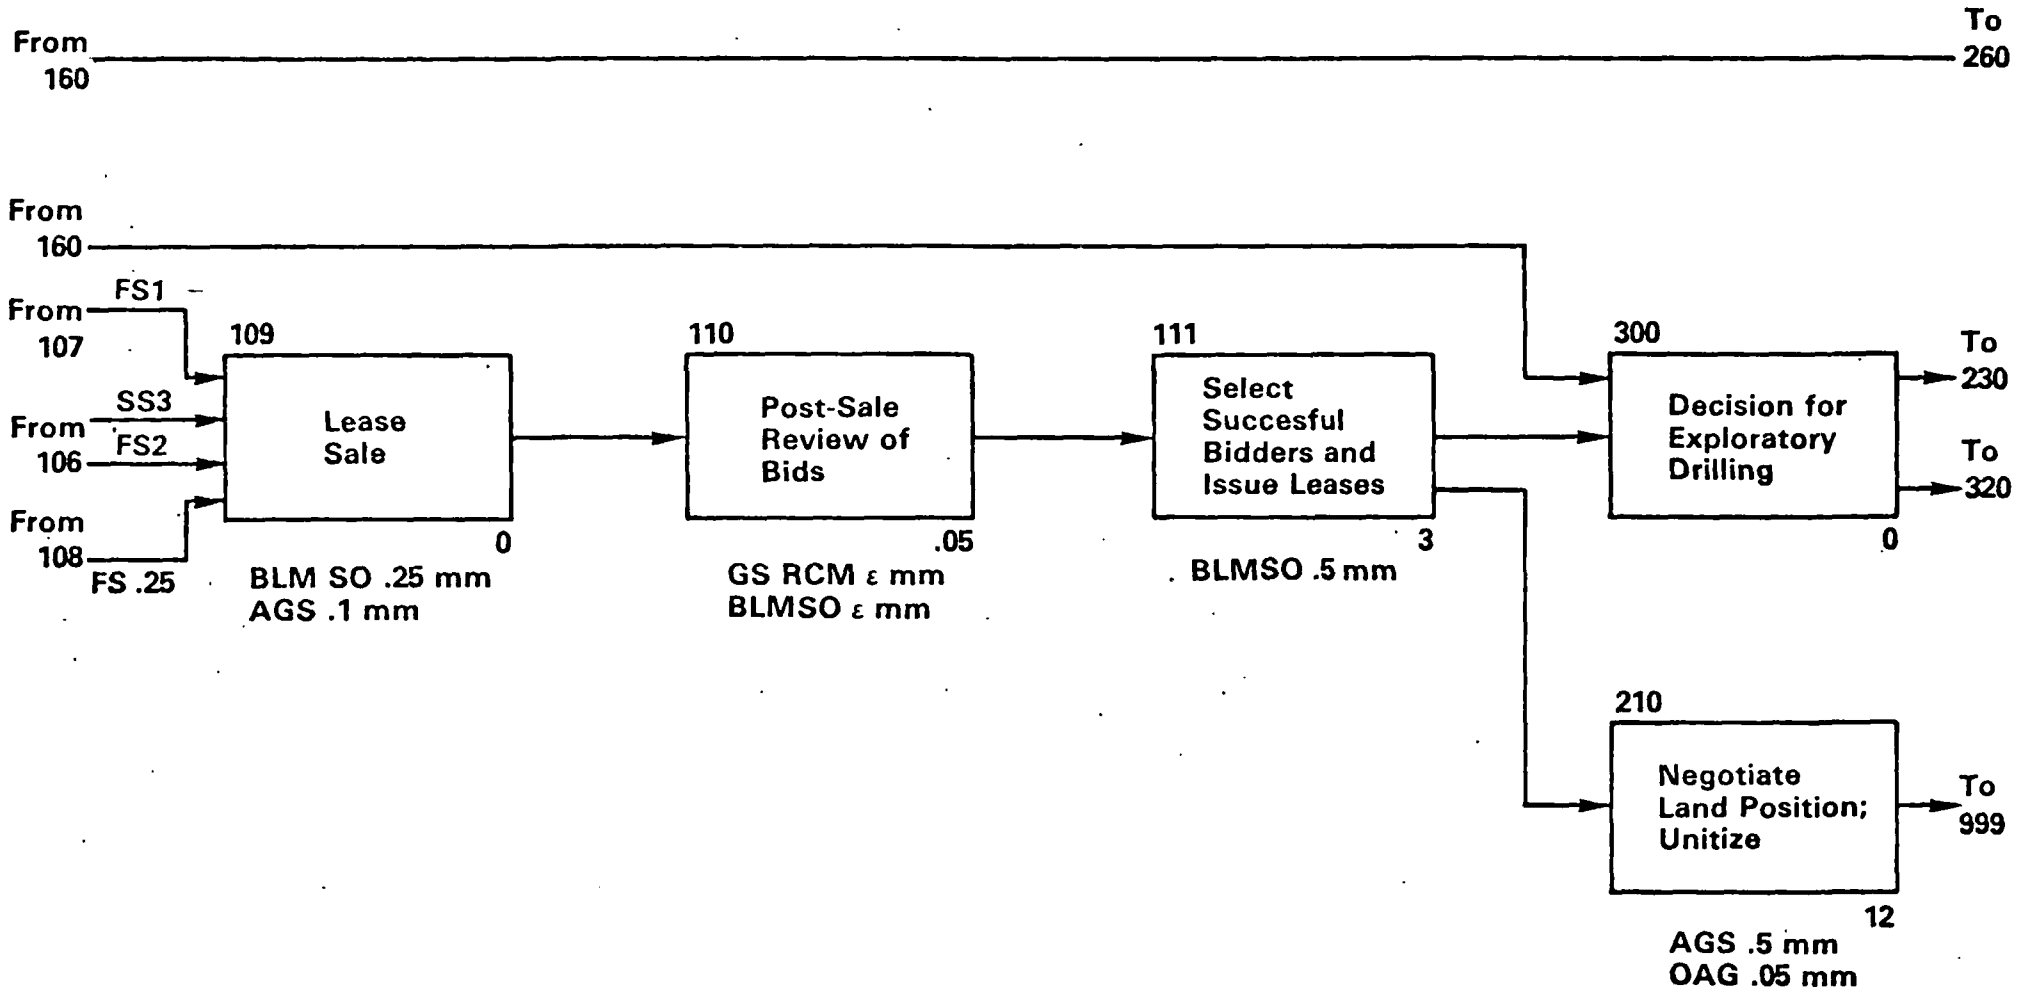 From
160
To
260
From
160
From
107
FS1
SS3
From
106
FS2
From
108
FS .25
109
Lease
Sale
0
BLM SO .25 mm
AGS .1 mm
110
Post-Sale
Review of
Bids
.05
GS RCM ε mm
BLMSO ε mm
111
Select
Succesful
Bidders and
Issue Leases
3
BLMSO .5 mm
300
Decision for
Exploratory
Drilling
0
To
230
To
320
210
Negotiate
Land Position;
Unitize
12
AGS .5 mm
OAG .05 mm
To
999